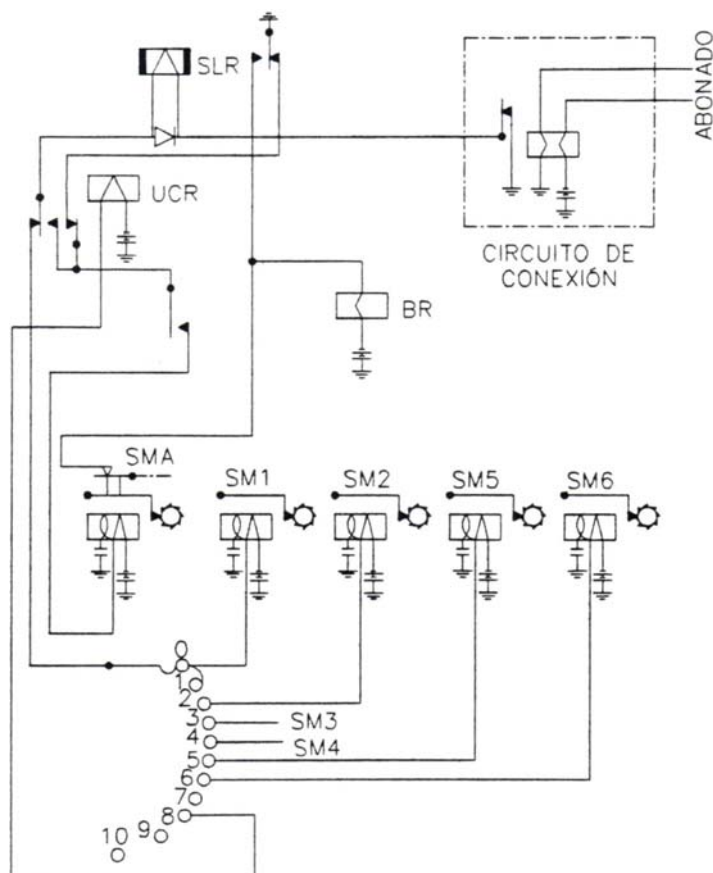 SLR
ABONADO
UCR
CIRCUITO DE
CONEXIÓN
BR
SMA
SM1
SM2
SM5
SM6
0
1
2
3
SM3
4
SM4
5
6
7
8
9
10